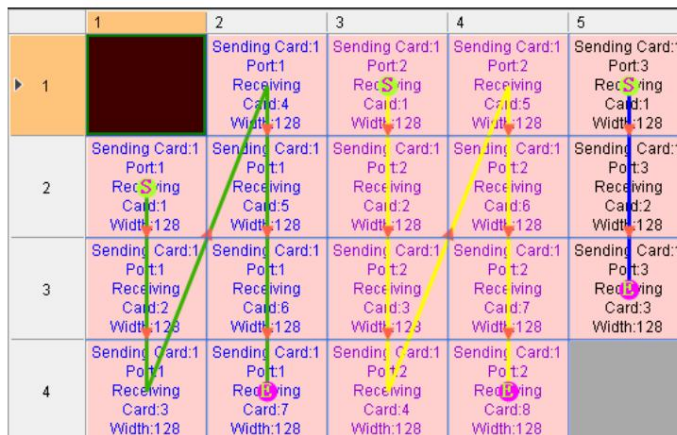 1 2 3 4 5
1
Sending Card:1
Port:1
Receiving
Card:4
Width:128
Sending Card:1
Port:2
Receiving
Card:1
Width:128
Sending Card:1
Port:2
Receiving
Card:5
Width:128
Sending Card:1
Port:3
Receiving
Card:1
Width:128
S
S
2
Sending Card:1
Port:1
Receiving
Card:1
Width:128
Sending Card:1
Port:1
Receiving
Card:5
Width:128
Sending Card:1
Port:2
Receiving
Card:2
Width:128
Sending Card:1
Port:2
Receiving
Card:6
Width:128
Sending Card:1
Port:3
Receiving
Card:2
Width:128
S
3
Sending Card:1
Port:1
Receiving
Card:2
Width:128
Sending Card:1
Port:1
Receiving
Card:6
Width:128
Sending Card:1
Port:2
Receiving
Card:3
Width:128
Sending Card:1
Port:2
Receiving
Card:7
Width:128
Sending Card:1
Port:3
Receiving
Card:3
Width:128
E
4
Sending Card:1
Port:1
Receiving
Card:3
Width:128
Sending Card:1
Port:1
Receiving
Card:7
Width:128
Sending Card:1
Port:2
Receiving
Card:4
Width:128
Sending Card:1
Port:2
Receiving
Card:8
Width:128
E
E